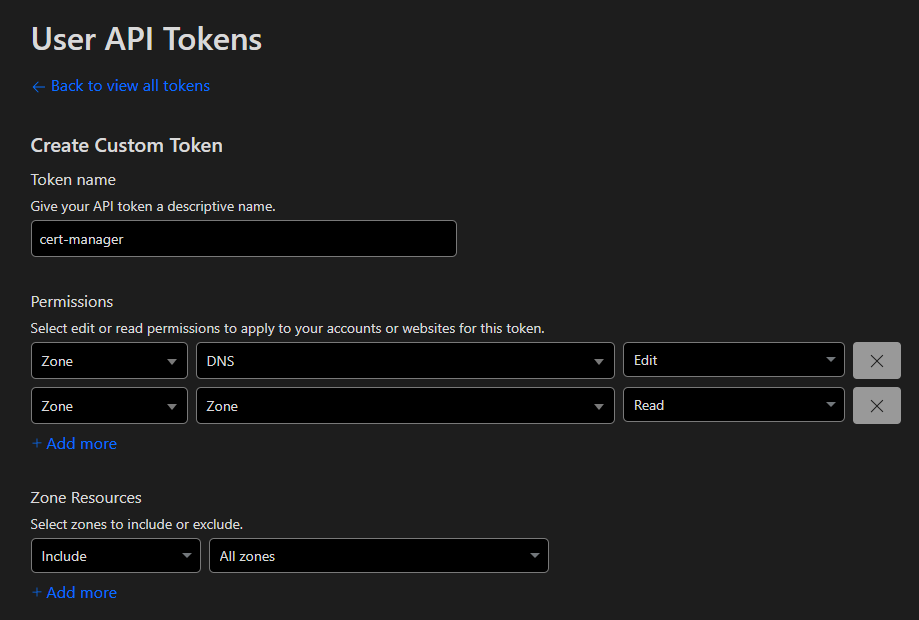 User API Tokens
← Back to view all tokens
Create Custom Token
Token name
Give your API token a descriptive name.
cert-manager
Permissions
Select edit or read permissions to apply to your accounts or websites for this token.
Zone DNS Edit
Zone Zone Read
+ Add more
Zone Resources
Select zones to include or exclude.
Include All zones
+ Add more